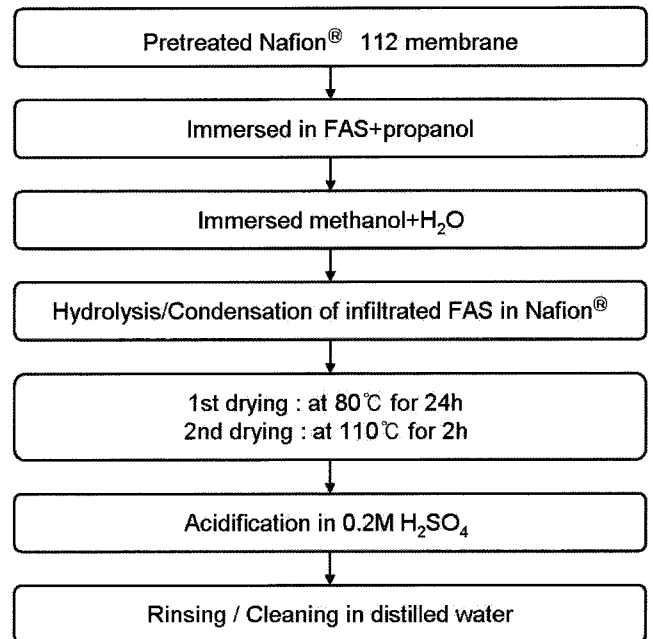 Pretreated Nafion® 112 membrane
Immersed in FAS+propanol
Immersed methanol+H₂O
Hydrolysis/Condensation of infiltrated FAS in Nafion®
1st drying : at 80℃ for 24h
2nd drying : at 110℃ for 2h
Acidification in 0.2M H₂SO₄
Rinsing / Cleaning in distilled water